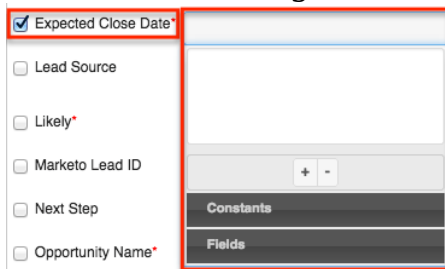 Expected Close Date*
Lead Source
Likely*
Marketo Lead ID
+ -
Next Step
Constants
Opportunity Name*
Fields